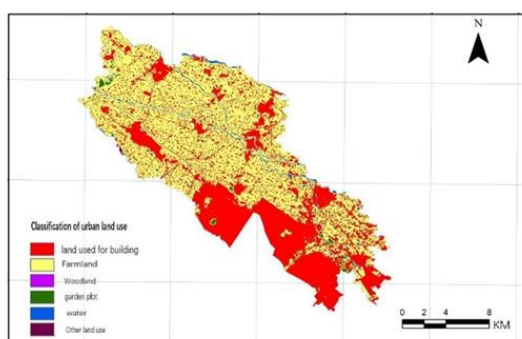 N
Classification of urban land use
land used for building
Farmland
Woodland
garden plot
water
Other land use
0 2 4 8
KM